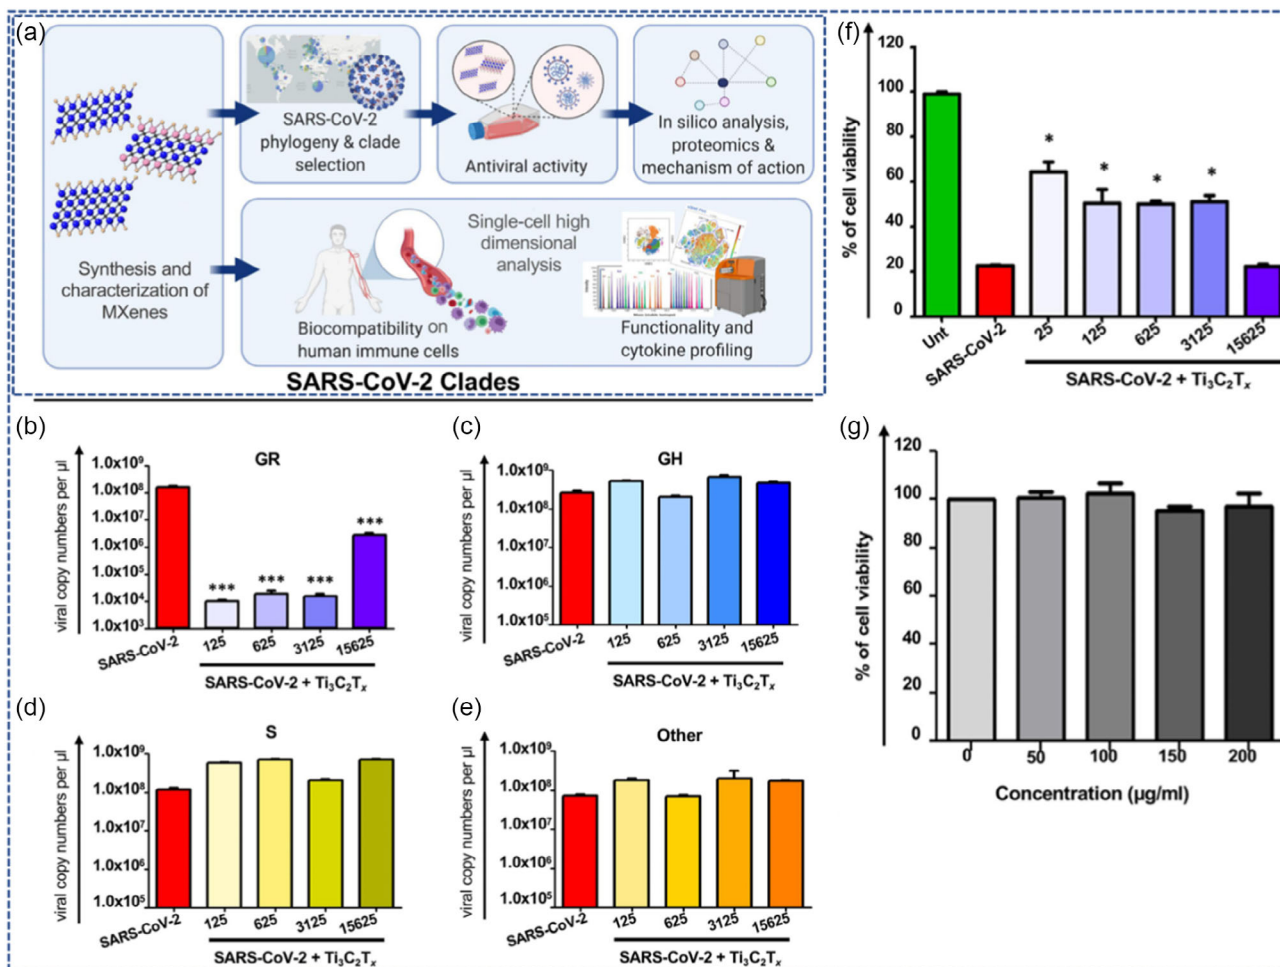 (a)
SARS-CoV-2
phylogeny & clade
selection
Antiviral activity
In silico analysis,
proteomics &
mechanism of action
Synthesis and
characterization of
MXenes
Single-cell high
dimensional
analysis
Biocompatibility on
human immune cells
Functionality and
cytokine profiling
SARS-CoV-2 Clades
(f)
% of cell viability
120
100
80
60
40
20
0
* * * *
Unt SARS-CoV-2 25 125 625 3125 15625
SARS-CoV-2 + Ti₃C₂Tₓ
(b)
GR
viral copy numbers per µl
1.0x10⁹
1.0x10⁸
1.0x10⁷
1.0x10⁶
1.0x10⁵
1.0x10⁴
1.0x10³
*** *** *** ***
SARS-CoV-2 125 625 3125 15625
SARS-CoV-2 + Ti₃C₂Tₓ
(c)
GH
viral copy numbers per µl
1.0x10⁹
1.0x10⁸
1.0x10⁷
1.0x10⁶
1.0x10⁵
SARS-CoV-2 125 625 3125 15625
SARS-CoV-2 + Ti₃C₂Tₓ
(g)
% of cell viability
120
100
80
60
40
20
0
0 50 100 150 200
Concentration (µg/ml)
(d)
S
viral copy numbers per µl
1.0x10⁹
1.0x10⁸
1.0x10⁷
1.0x10⁶
1.0x10⁵
SARS-CoV-2 125 625 3125 15625
SARS-CoV-2 + Ti₃C₂Tₓ
(e)
Other
viral copy numbers per µl
1.0x10⁹
1.0x10⁸
1.0x10⁷
1.0x10⁶
1.0x10⁵
SARS-CoV-2 125 625 3125 15625
SARS-CoV-2 + Ti₃C₂Tₓ